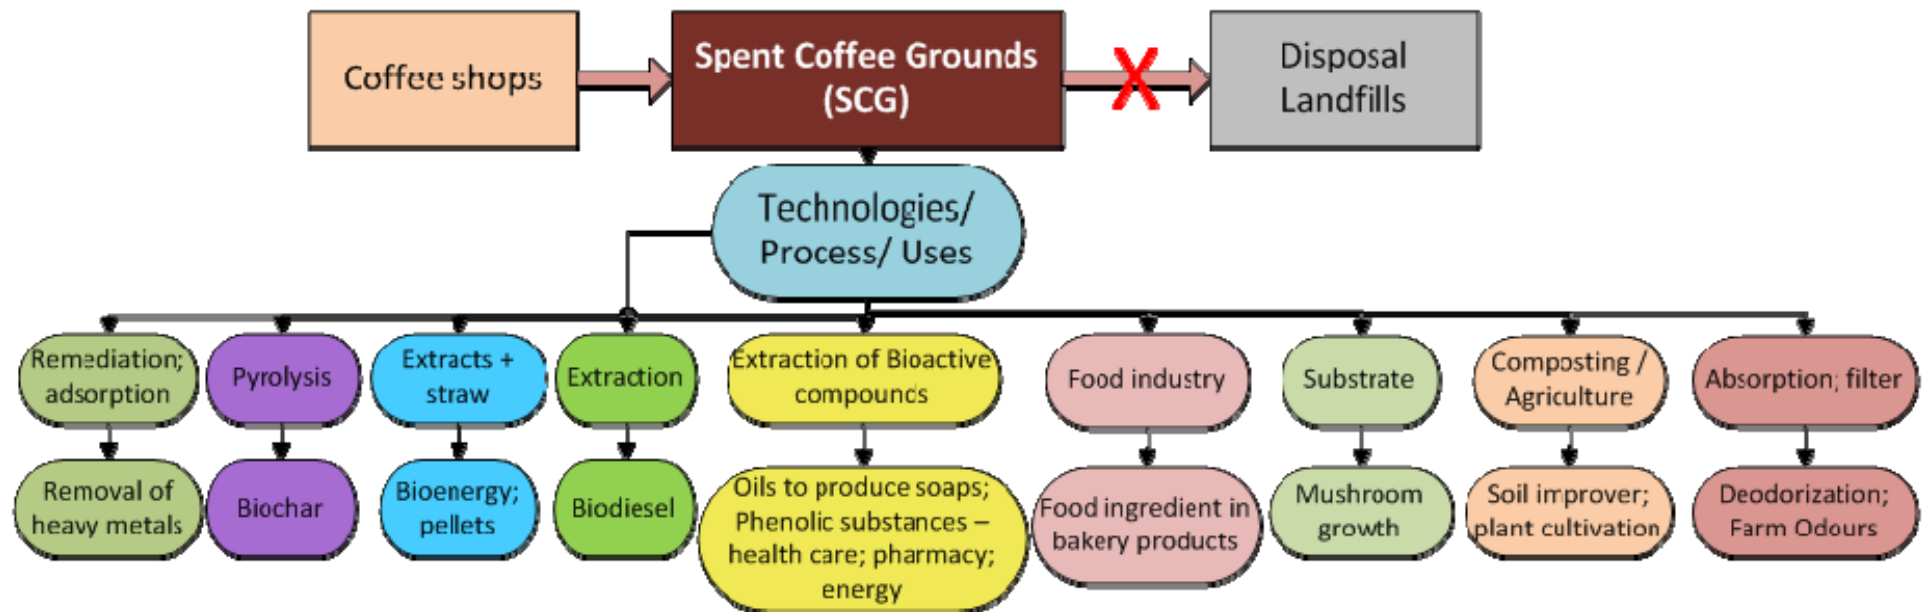 Coffee shops
Spent Coffee Grounds
(SCG)
Disposal
Landfills
Technologies/
Process/ Uses
Remediation;
adsorption
Pyrolysis
Extracts +
straw
Extraction
Extraction of Bioactive
compounds
Food industry
Substrate
Composting /
Agriculture
Absorption; filter
Removal of
heavy metals
Biochar
Bioenergy;
pellets
Biodiesel
Oils to produce soaps;
Phenolic substances –
health care; pharmacy;
energy
Food ingredient in
bakery products
Mushroom
growth
Soil improver;
plant cultivation
Deodorization;
Farm Odours